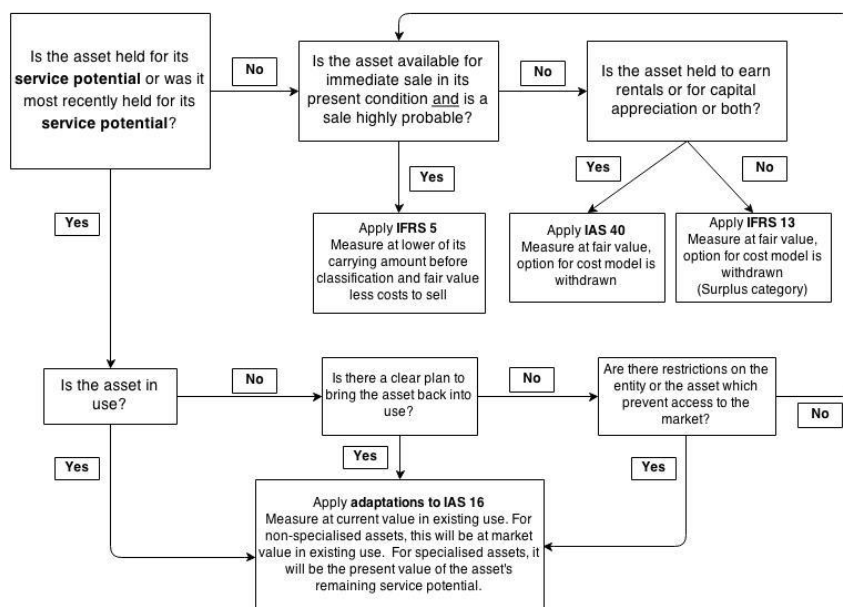 Is the asset held for its
service potential or was it
most recently held for its
service potential?
No
Is the asset available for
immediate sale in its
present condition and is a
sale highly probable?
No
Is the asset held to earn
rentals or for capital
appreciation or both?
Yes
Yes
Yes
No
Apply IFRS 5
Measure at lower of its
carrying amount before
classification and fair value
less costs to sell
Apply IAS 40
Measure at fair value,
option for cost model is
withdrawn
Apply IFRS 13
Measure at fair value,
option for cost model is
withdrawn
(Surplus category)
Is the asset in
use?
No
Is there a clear plan to
bring the asset back into
use?
No
Are there restrictions on the
entity or the asset which
prevent access to the
market?
No
Yes
Yes
Yes
Apply adaptations to IAS 16
Measure at current value in existing use. For
non-specialised assets, this will be at market
value in existing use. For specialised assets, it
will be the present value of the asset's
remaining service potential.